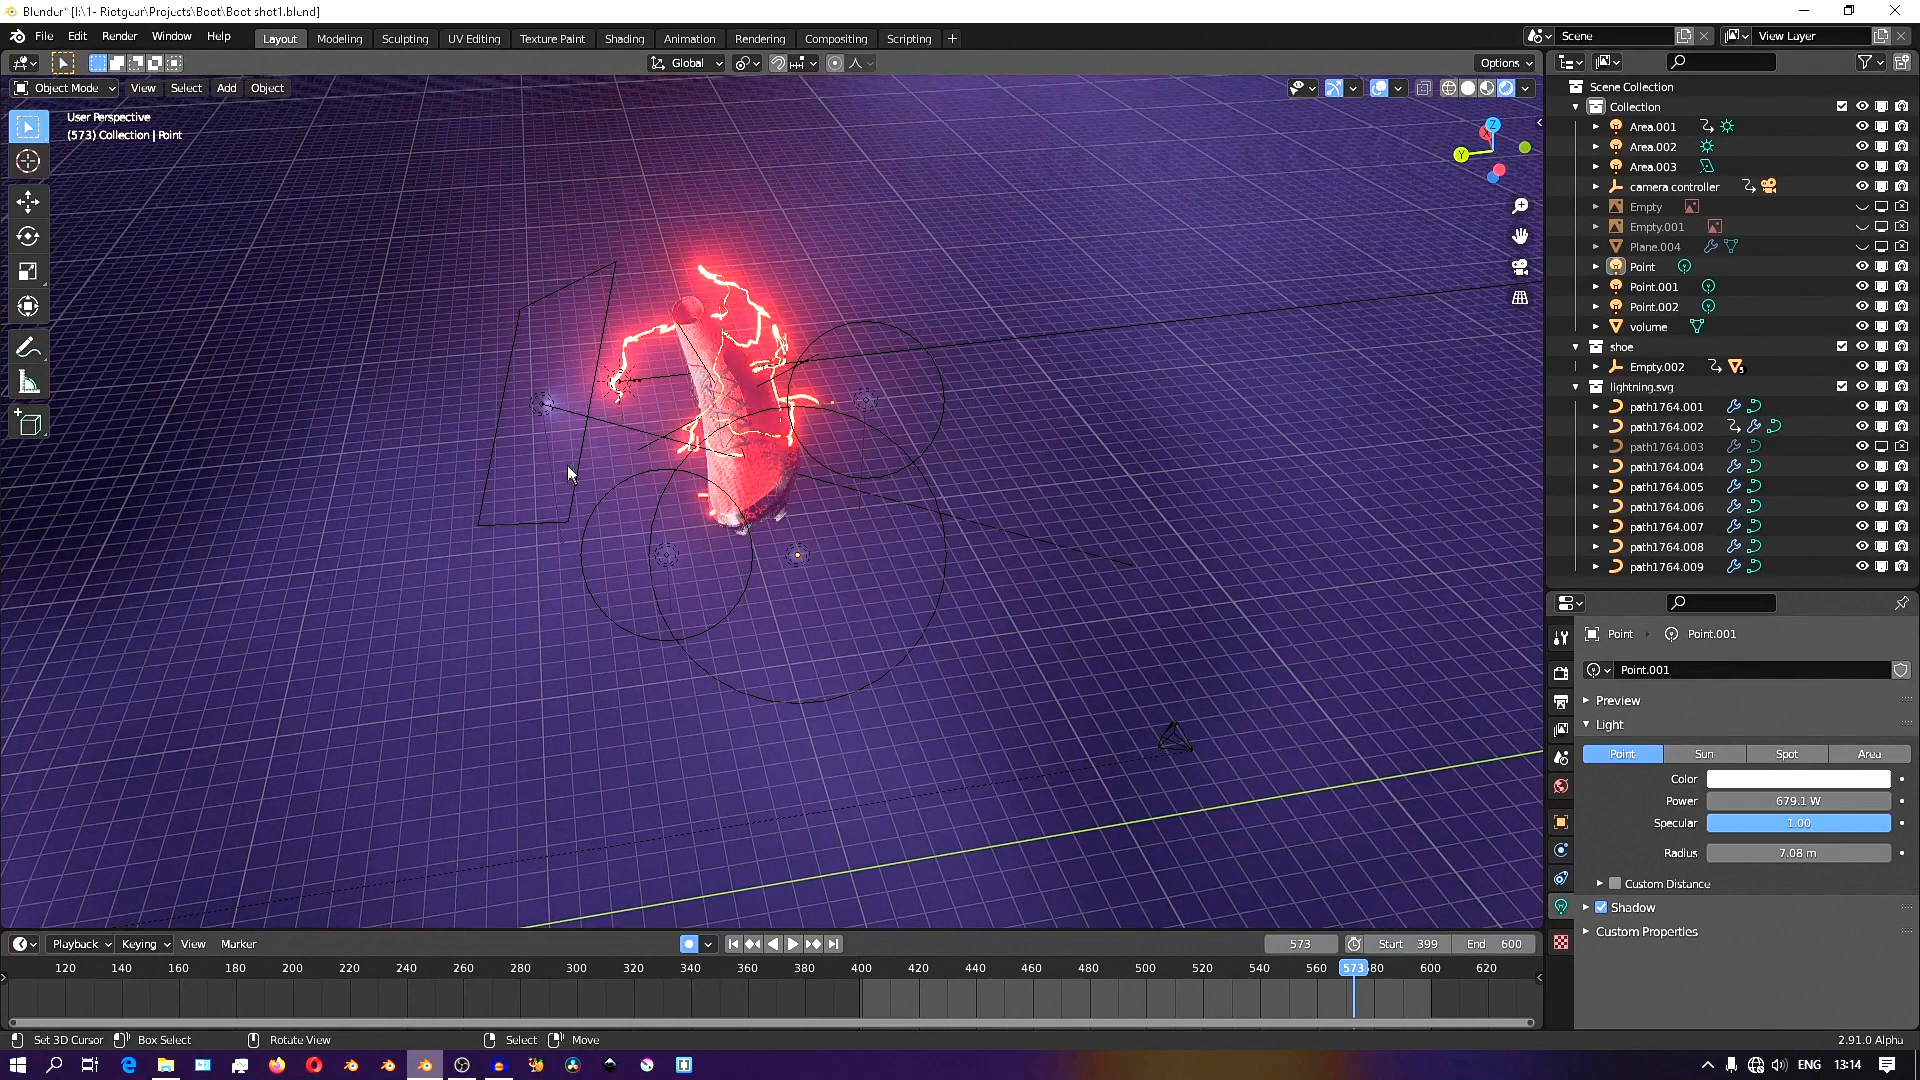 Blender* [I:\1- Riotgear\Projects\Boot\Boot shot1.blend]
File Edit Render Window Help Layout Modeling Sculpting UV Editing Texture Paint Shading Animation Rendering Compositing Scripting + Scene View Layer
Global Options
Object Mode View Select Add Object
User Perspective
(573) Collection | Point
Z
X
Y
Scene Collection
Collection
Area.001
Area.002
Area.003
camera controller
Empty
Empty.001
Plane.004
Point
Point.001
Point.002
volume
shoe
Empty.002 5
lightning.svg
path1764.001
path1764.002
path1764.003
path1764.004
path1764.005
path1764.006
path1764.007
path1764.008
path1764.009
Point Point.001
Point.001
Preview
Light
Point Sun Spot Area
Color
Power 679.1 W
Specular 1.00
Radius 7.08 m
Custom Distance
Shadow
Custom Properties
Playback Keying View Marker 573 Start 399 End 600
120 140 160 180 200 220 240 260 280 300 320 340 360 380 400 420 440 460 480 500 520 540 560 573 80 600 620
Set 3D Cursor Box Select Rotate View Select Move 2.91.0 Alpha
ENG 13:14